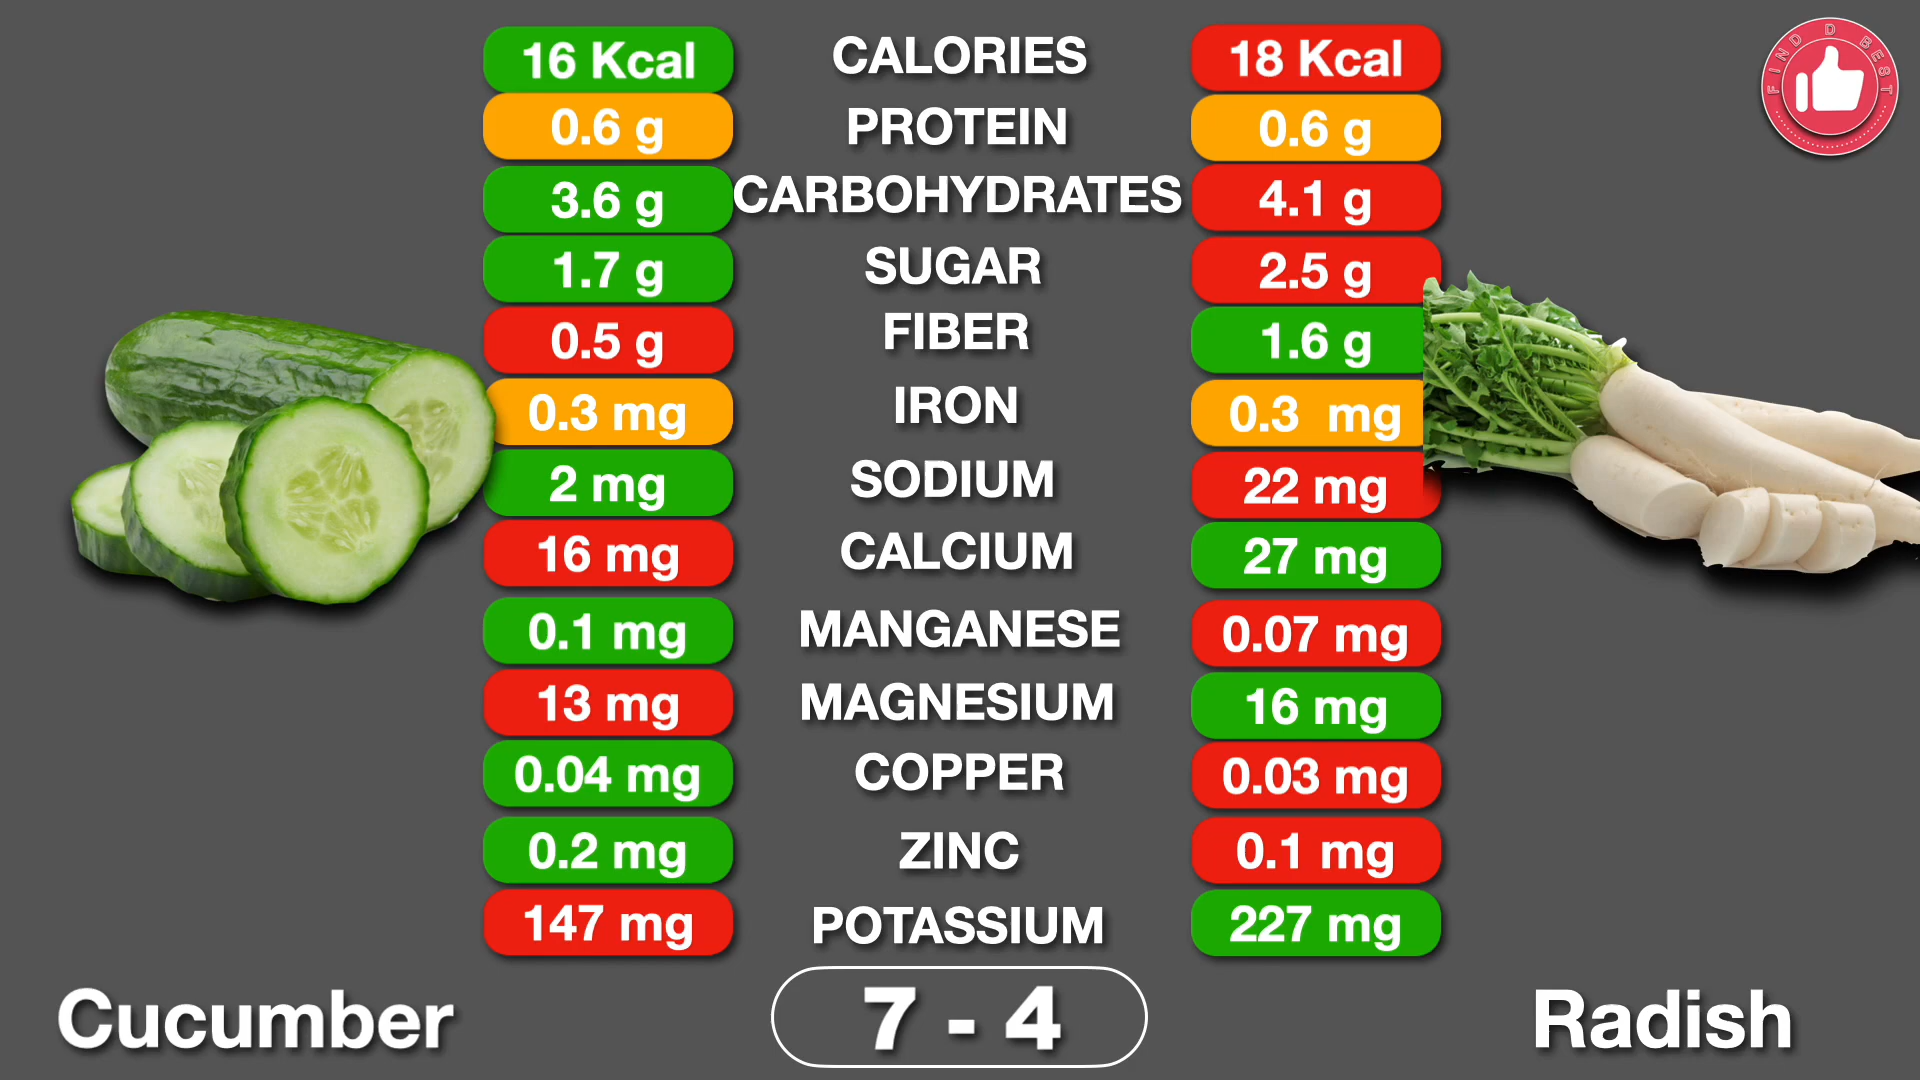 16 Kcal CALORIES 18 Kcal
0.6 g PROTEIN 0.6 g
3.6 g CARBOHYDRATES 4.1 g
1.7 g SUGAR 2.5 g
0.5 g FIBER 1.6 g
0.3 mg IRON 0.3 mg
2 mg SODIUM 22 mg
16 mg CALCIUM 27 mg
0.1 mg MANGANESE 0.07 mg
13 mg MAGNESIUM 16 mg
0.04 mg COPPER 0.03 mg
0.2 mg ZINC 0.1 mg
147 mg POTASSIUM 227 mg
Cucumber 7 - 4 Radish
FIND D BEST